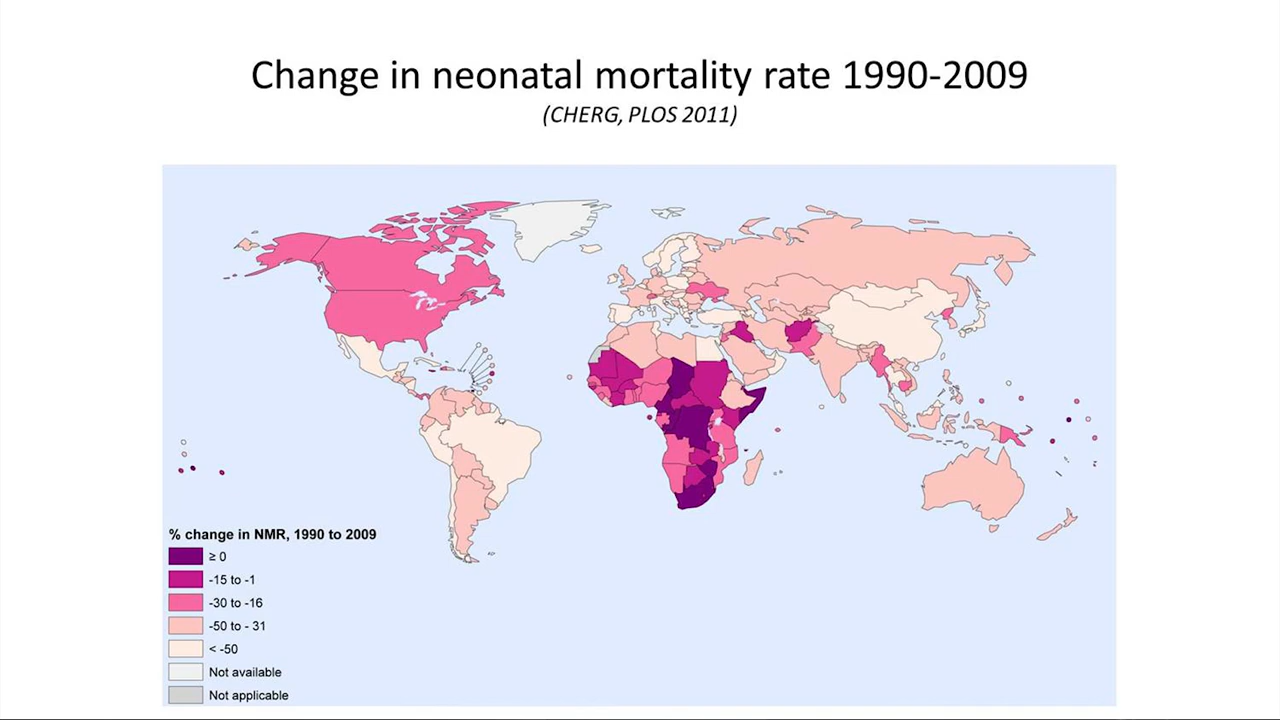 Change in neonatal mortality rate 1990-2009
(CHERG, PLOS 2011)
% change in NMR, 1990 to 2009
≥ 0
-15 to -1
-30 to -16
-50 to - 31
< -50
Not available
Not applicable